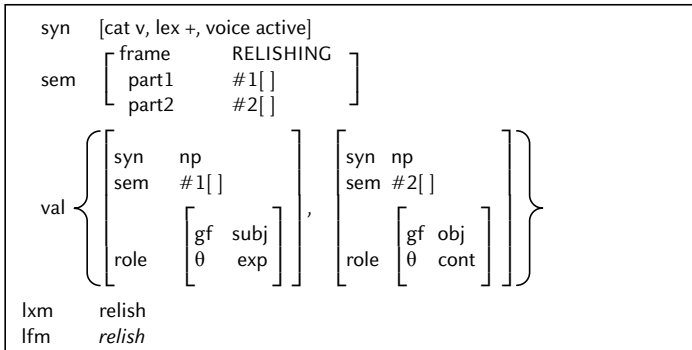 syn [cat v, lex +, voice active]
frame RELISHING
sem part1 #1[ ]
part2 #2[ ]
syn np syn np
sem #1[ ] sem #2[ ]
val ,
gf subj gf obj
role θ exp role θ cont
lxm relish
lfm relish